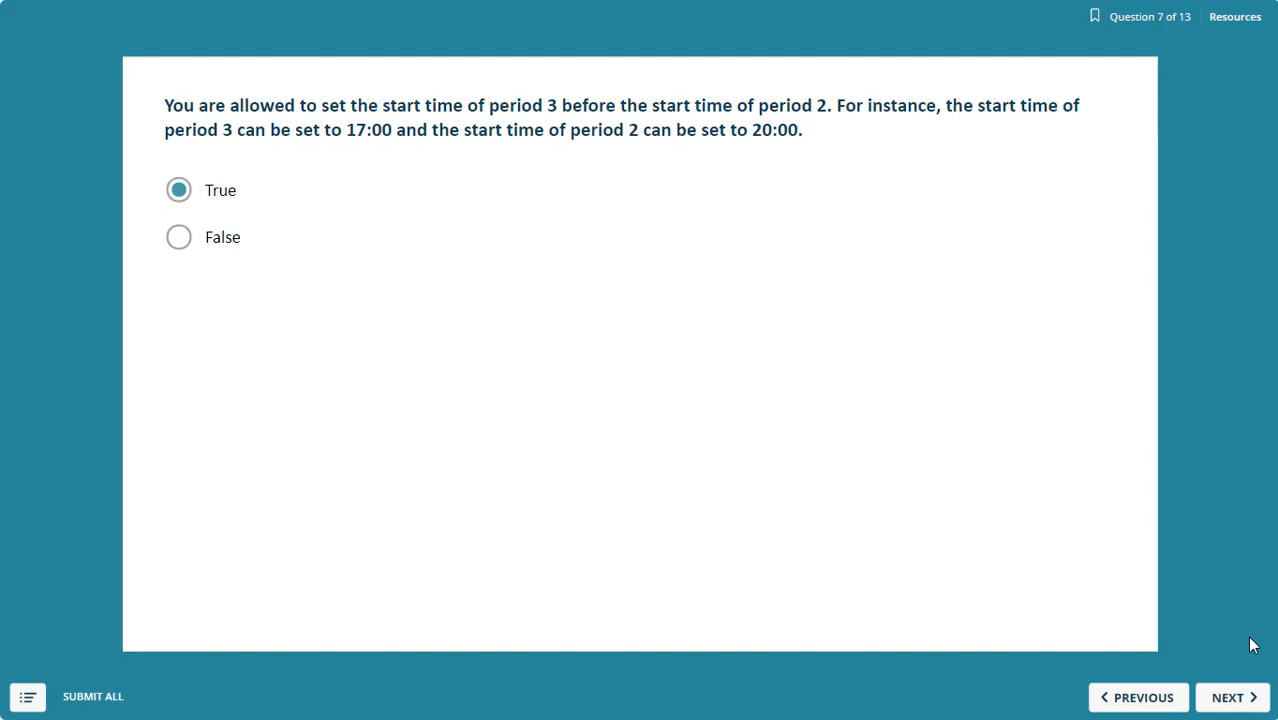 Question 7 of 13
Resources
You are allowed to set the start time of period 3 before the start time of period 2. For instance, the start time of
period 3 can be set to 17:00 and the start time of period 2 can be set to 20:00.
True
False
SUBMIT ALL
PREVIOUS
NEXT